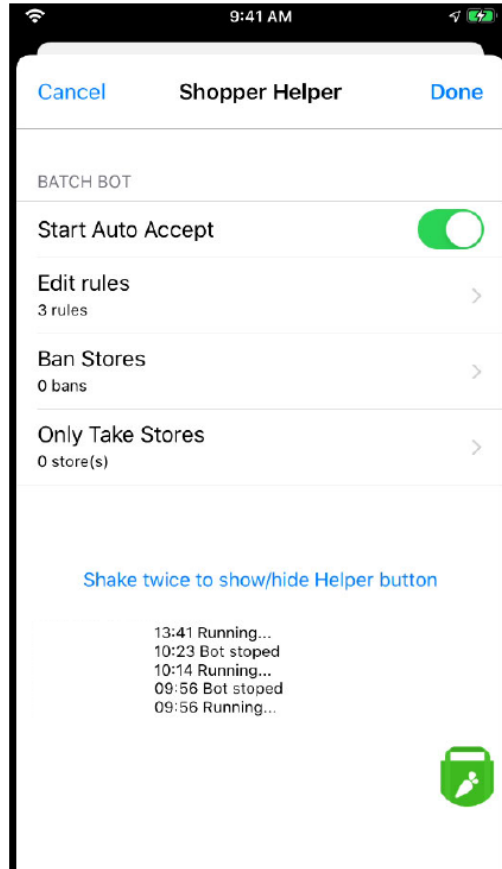 9:41 AM
Cancel Shopper Helper Done
BATCH BOT
Start Auto Accept
Edit rules
3 rules
Ban Stores
0 bans
Only Take Stores
0 store(s)
Shake twice to show/hide Helper button
13:41 Running...
10:23 Bot stoped
10:14 Running...
09:56 Bot stoped
09:56 Running...